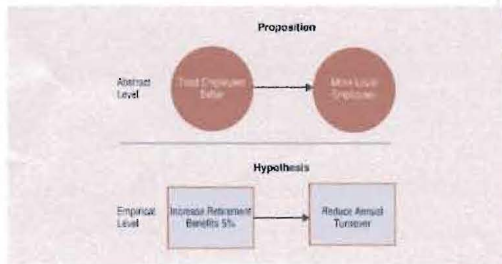 Proposition
Abstract
Level
Treat Employees
Better
More Loyal
Employees
Hypothesis
Empirical
Level
Increase Retirement
Benefits 5%
Reduce Annual
Turnover